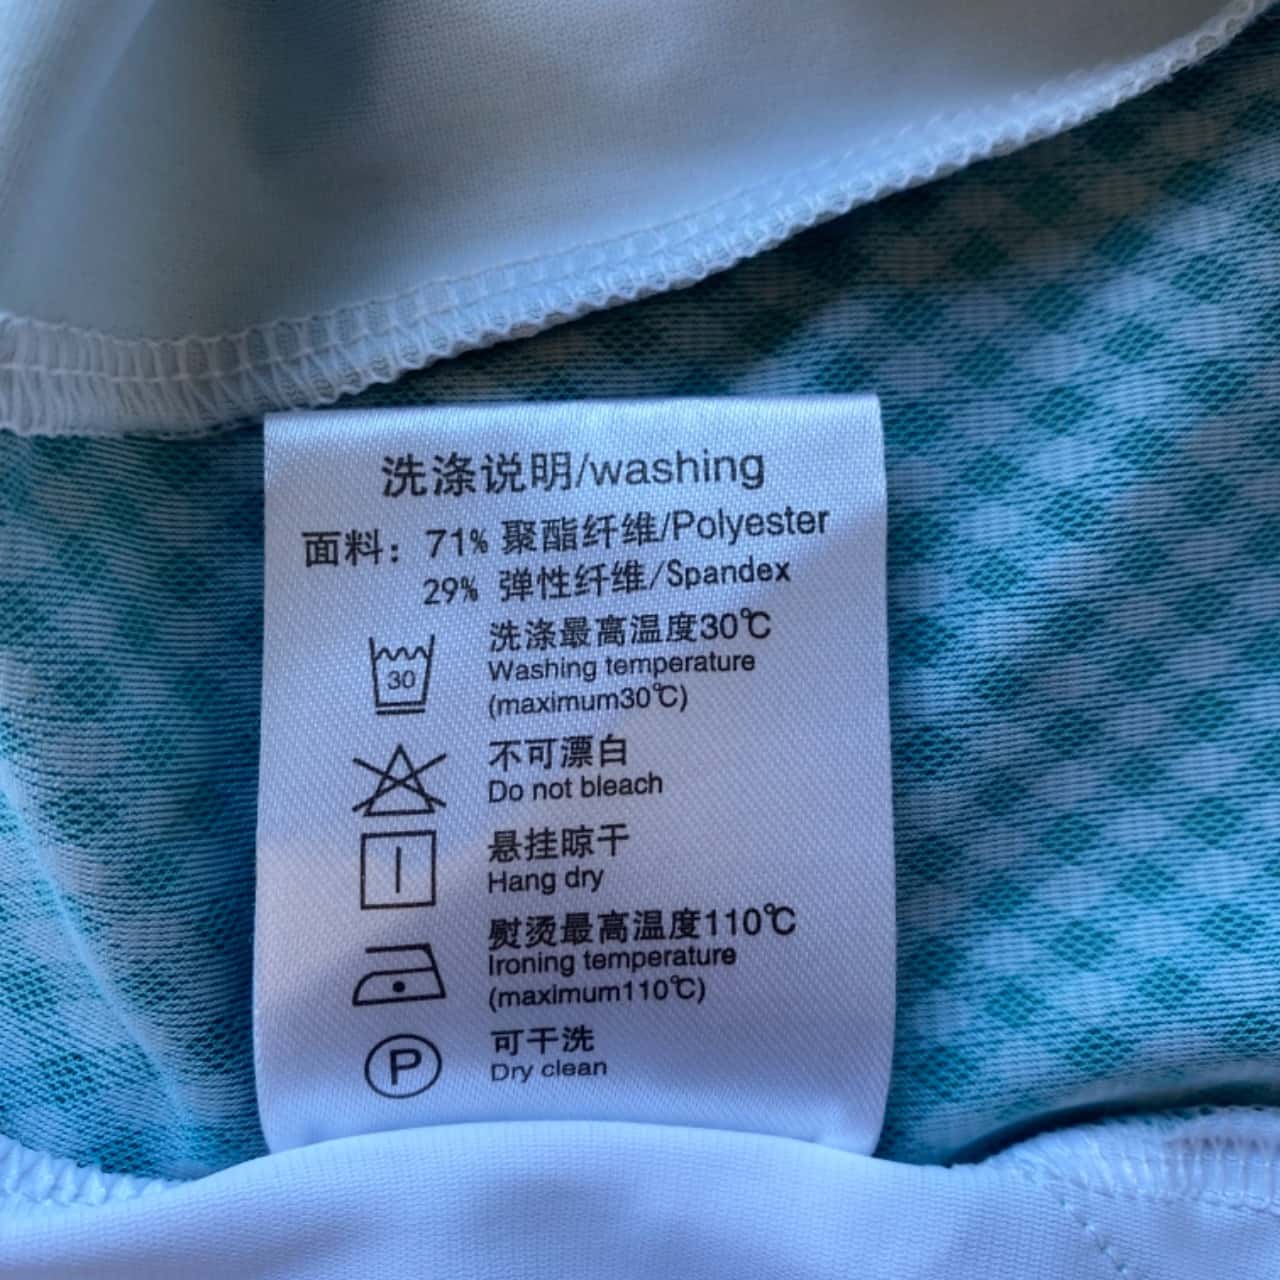 洗涤说明/washing
面料：71% 聚酯纤维/Polyester
29% 弹性纤维/Spandex
30
洗涤最高温度30℃
Washing temperature
(maximum30℃)
不可漂白
Do not bleach
悬挂晾干
Hang dry
熨烫最高温度110℃
Ironing temperature
(maximum110℃)
P
可干洗
Dry clean